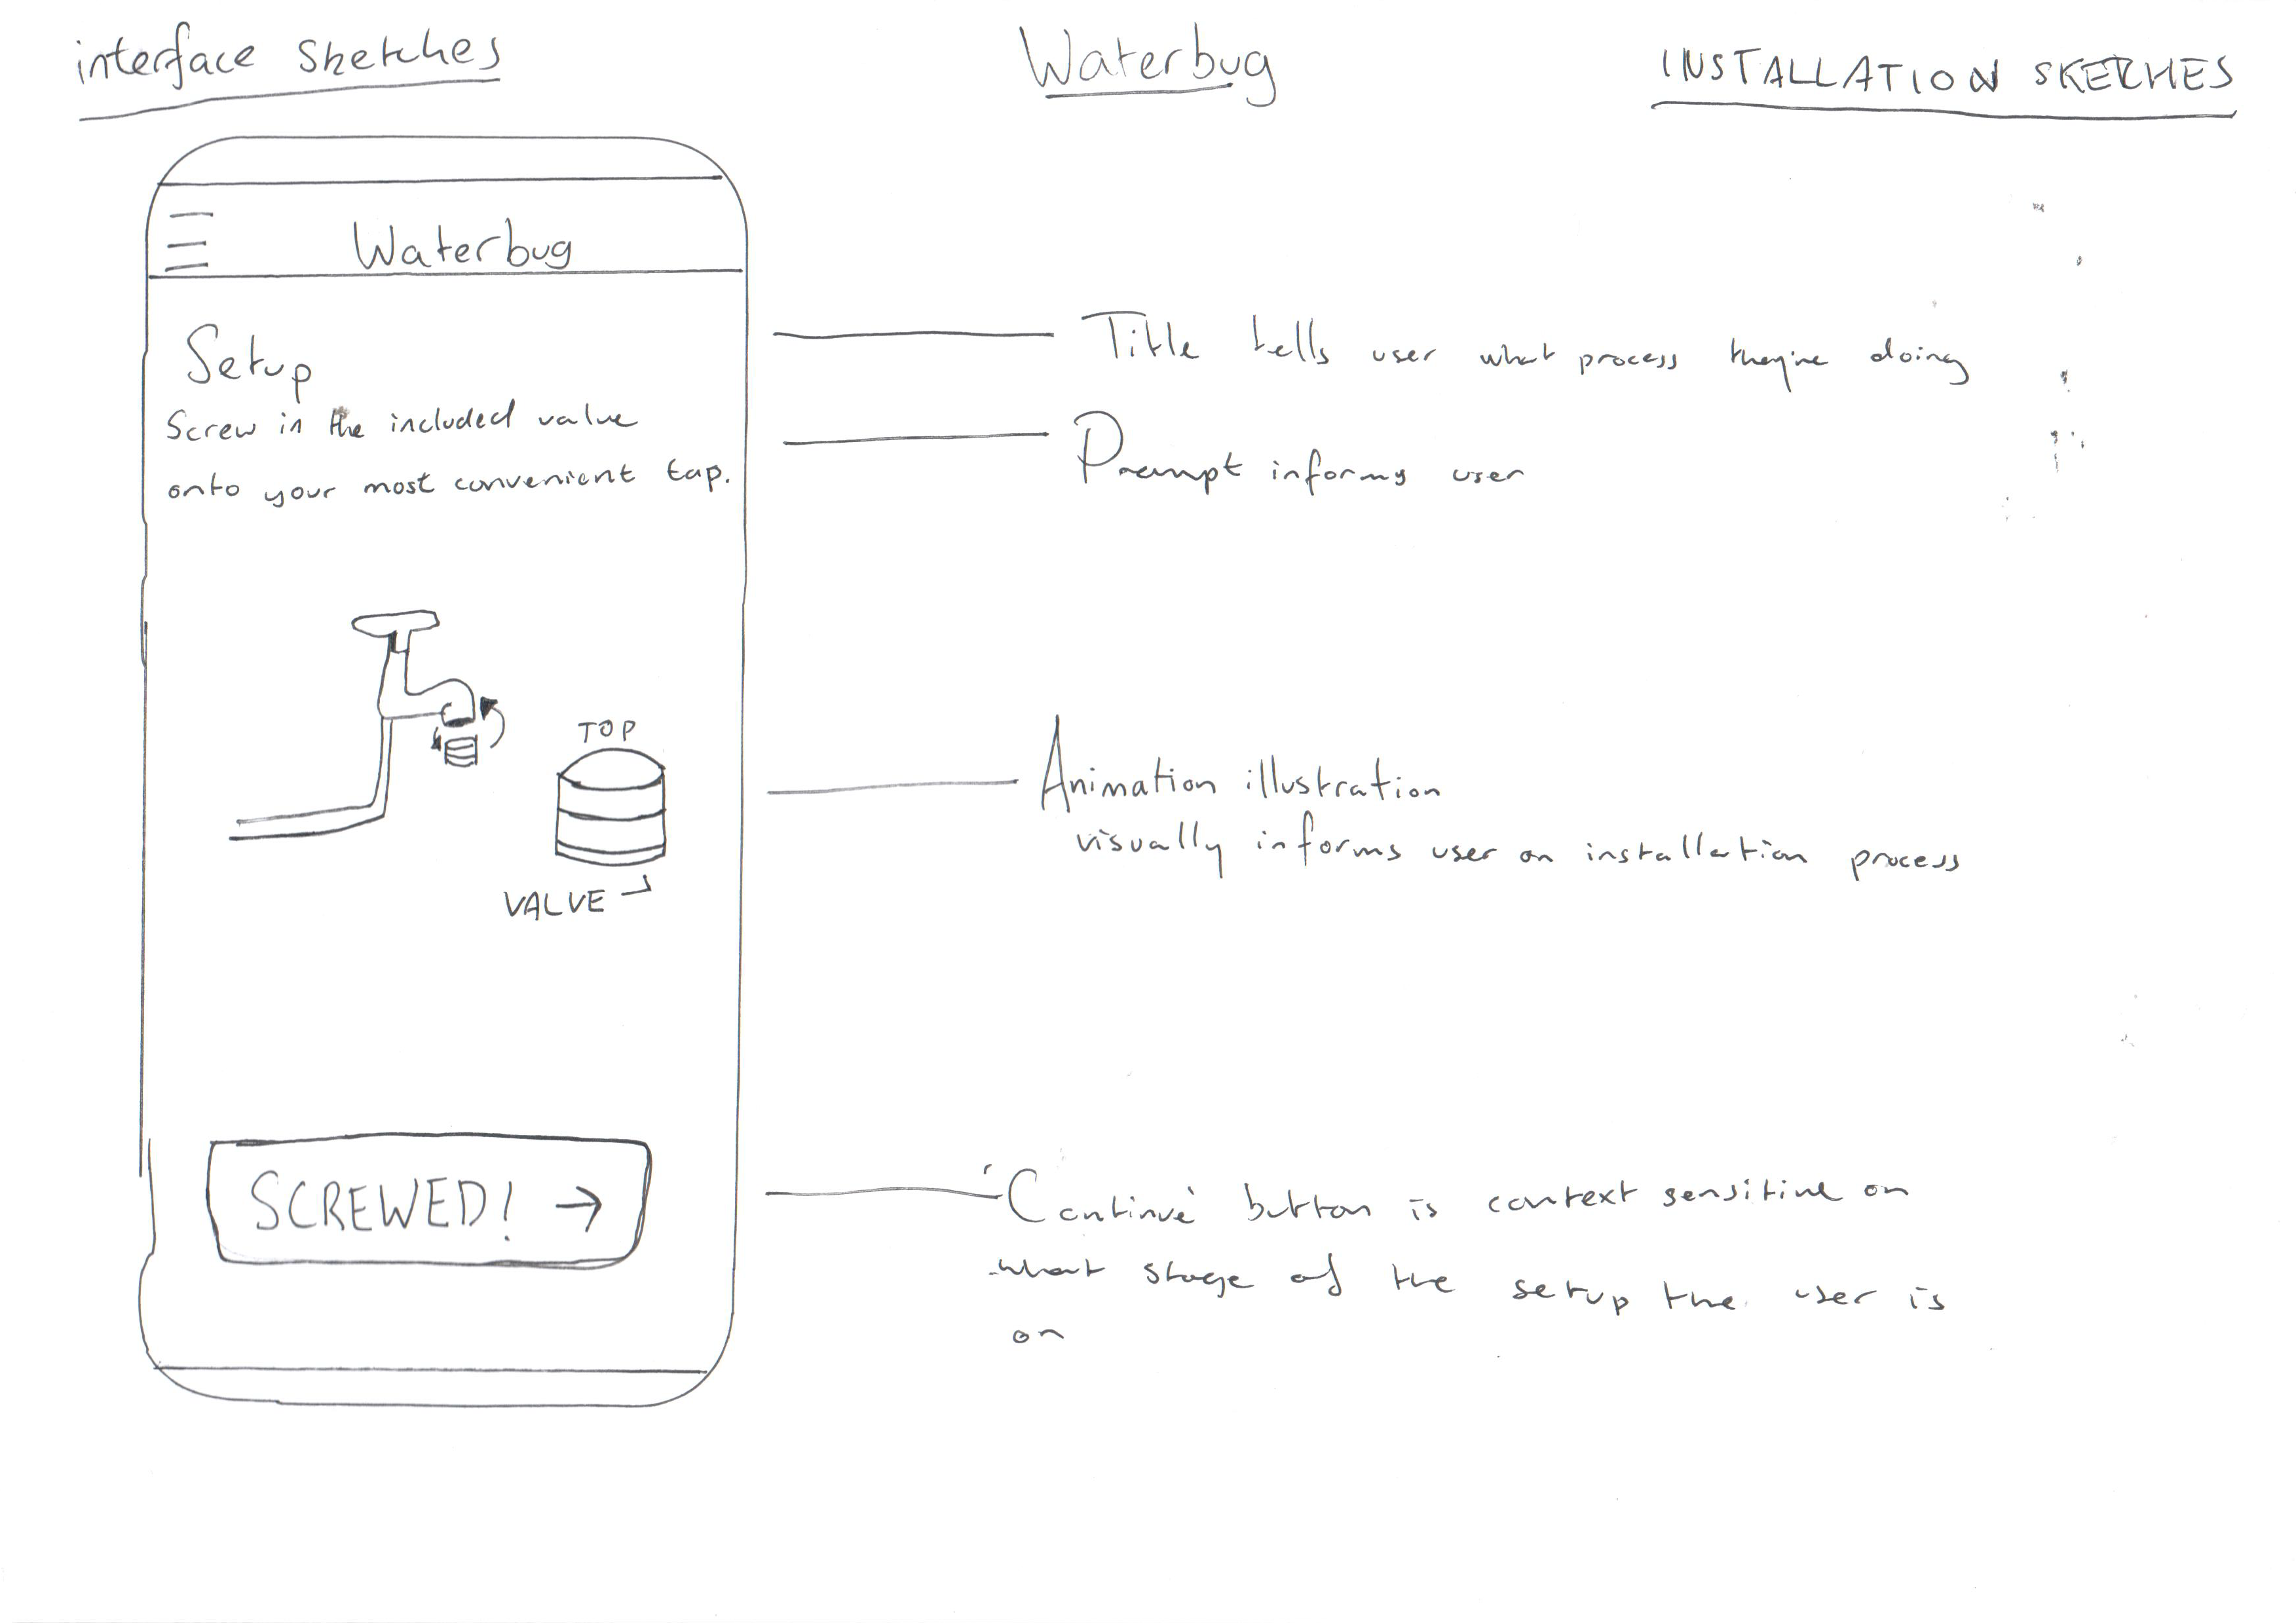 interface Sketches
Waterbug
INSTALLATION SKETCHES
Waterbug
Setup
Screw in the included value
onto your most convenient tap.
TOP
VALVE
SCREWED! →
Title tells user what process they're doing
Prompt informs user
Animation illustration
visually informs user on installation process
'Continue' button is context sensitive on
what stage of the setup the user is
on